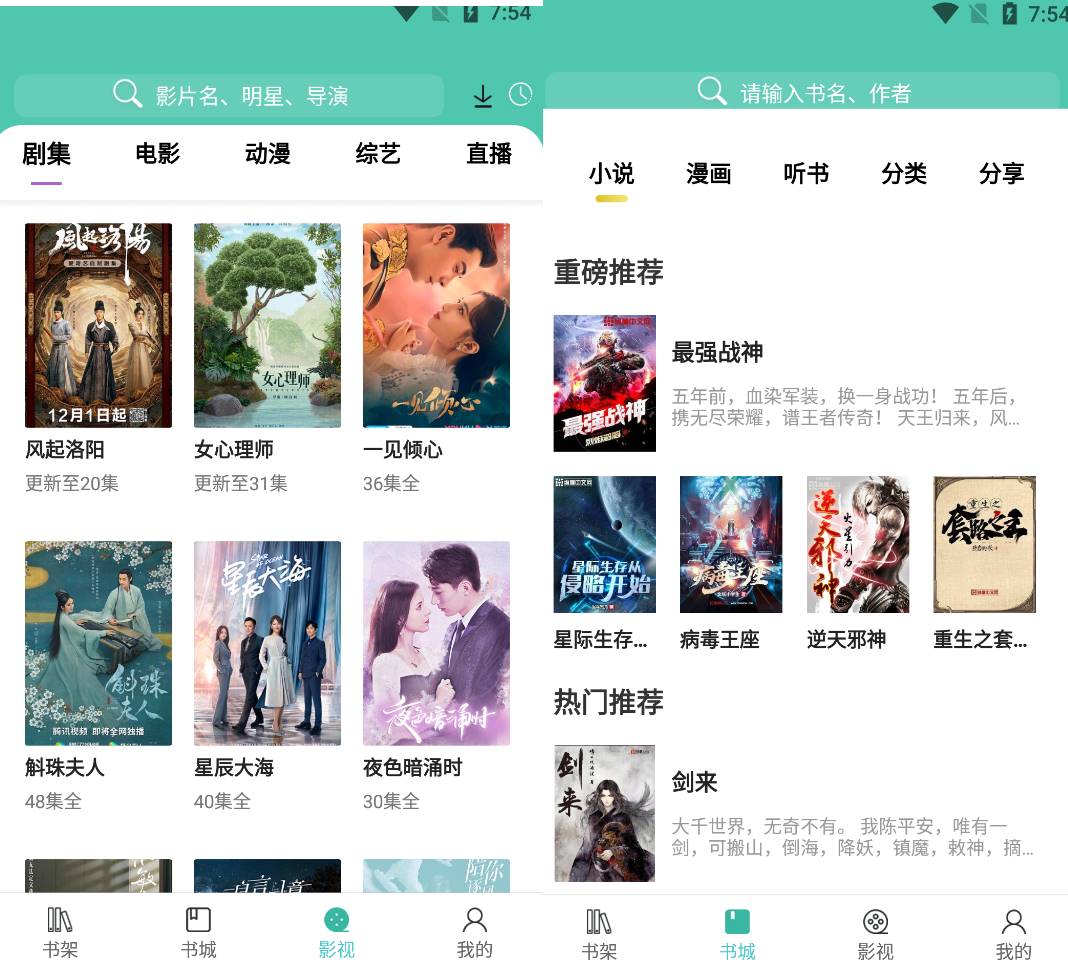 7:54
影片名、明星、导演
剧集 电影 动漫 综艺 直播
風起洛陽
12月1日起
女心理师
一见倾心
风起洛阳 女心理师 一见倾心
更新至20集 更新至31集 36集全
斛珠夫人
腾讯视频 即将全网独播
星辰大海
夜色暗涌时
斛珠夫人 星辰大海 夜色暗涌时
48集全 40集全 30集全
书架 书城 影视 我的
7:54
请输入书名、作者
小说 漫画 听书 分类 分享
重磅推荐
最强战神
最强战神
五年前，血染军装，换一身战功！ 五年后，
携无尽荣耀，谱王者传奇！ 天王归来，风...
星际生存从
侵略开始
病毒王座
逆天邪神
火星引力
重生之
套路之王
星际生存... 病毒王座 逆天邪神 重生之套...
热门推荐
剑来
剑来
大千世界，无奇不有。 我陈平安，唯有一
剑，可搬山，倒海，降妖，镇魔，敕神，摘...
书架 书城 影视 我的